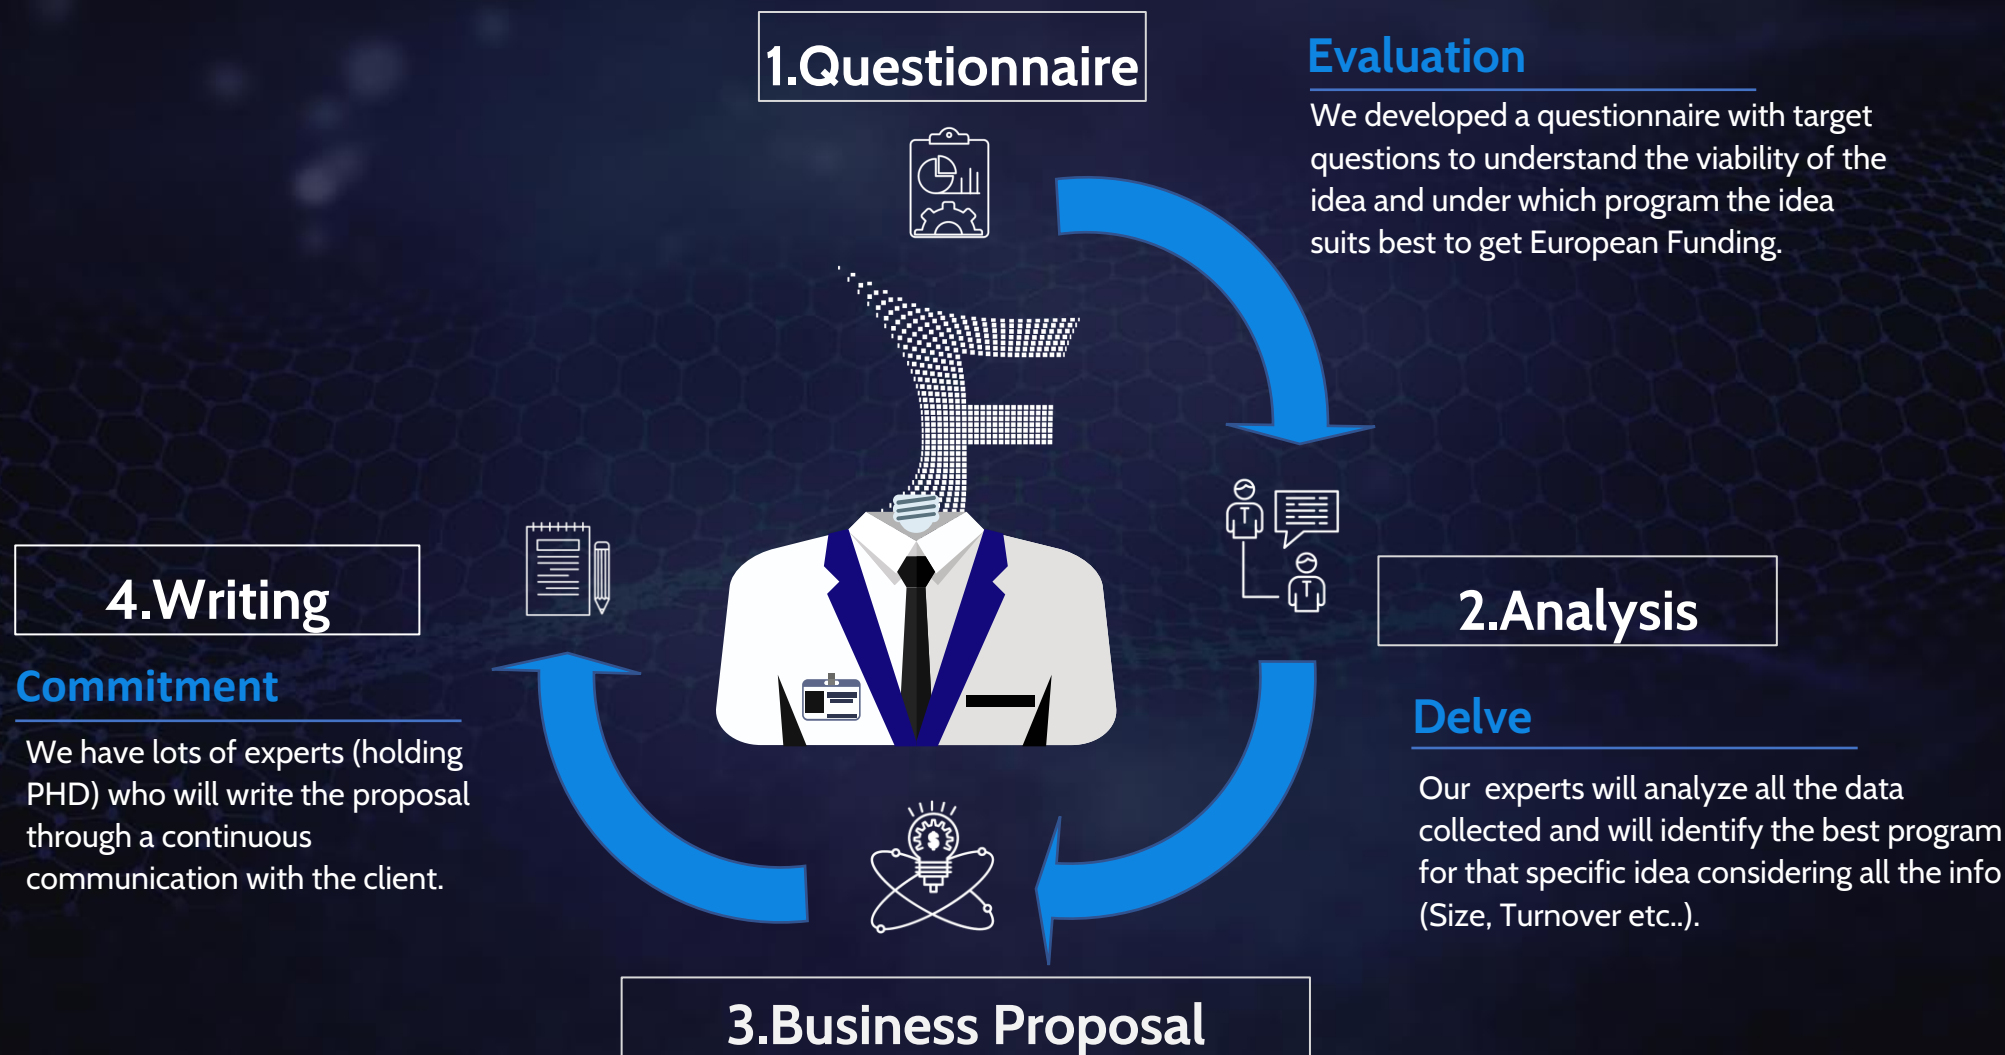 1.Questionnaire
Evaluation
We developed a questionnaire with target
questions to understand the viability of the
idea and under which program the idea
suits best to get European Funding.
2.Analysis
Delve
Our  experts will analyze all the data
collected and will identify the best program
for that specific idea considering all the info
(Size, Turnover etc..).
3.Business Proposal
4.Writing
Commitment
We have lots of experts (holding
PHD) who will write the proposal
through a continuous
communication with the client.